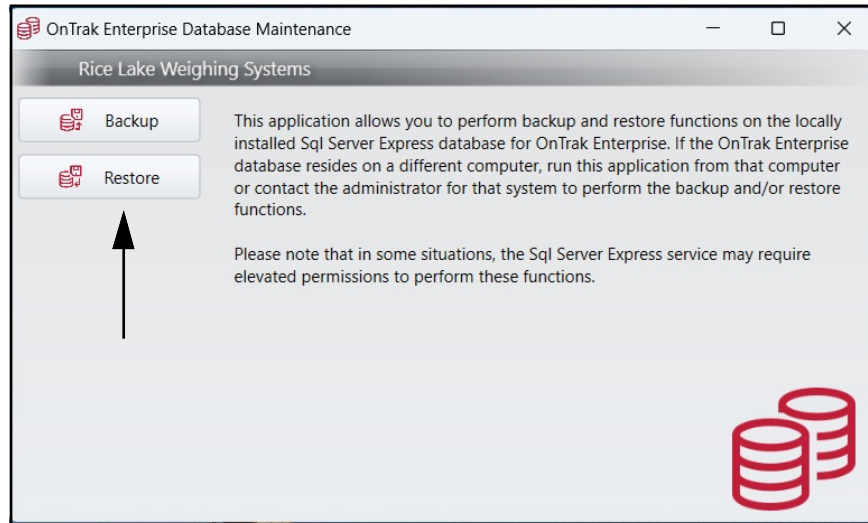 OnTrak Enterprise Database Maintenance
Rice Lake Weighing Systems
Backup
Restore
This application allows you to perform backup and restore functions on the locally
installed Sql Server Express database for OnTrak Enterprise. If the OnTrak Enterprise
database resides on a different computer, run this application from that computer
or contact the administrator for that system to perform the backup and/or restore
functions.
Please note that in some situations, the Sql Server Express service may require
elevated permissions to perform these functions.